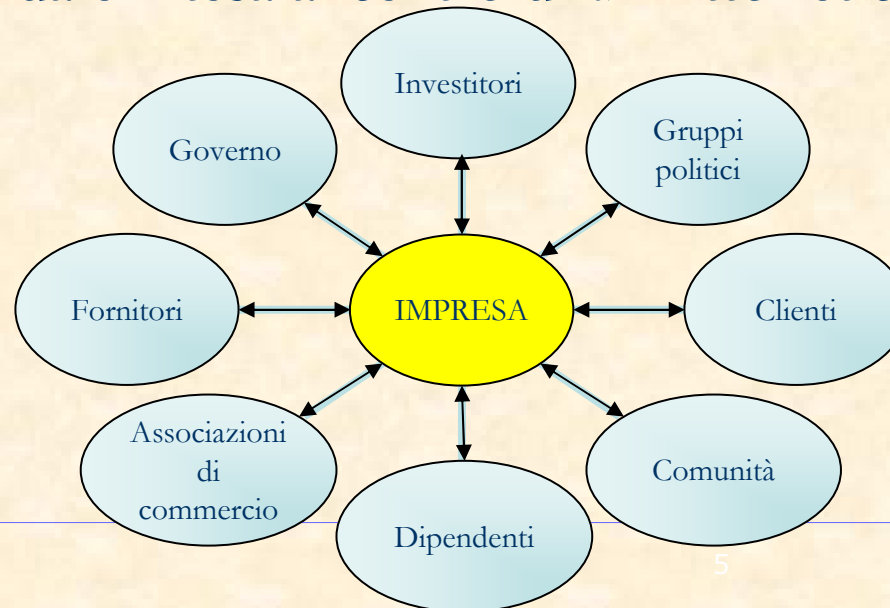 Investitori
Governo
Gruppi
politici
Fornitori
IMPRESA
Clienti
Associazioni
di
commercio
Comunità
Dipendenti
5